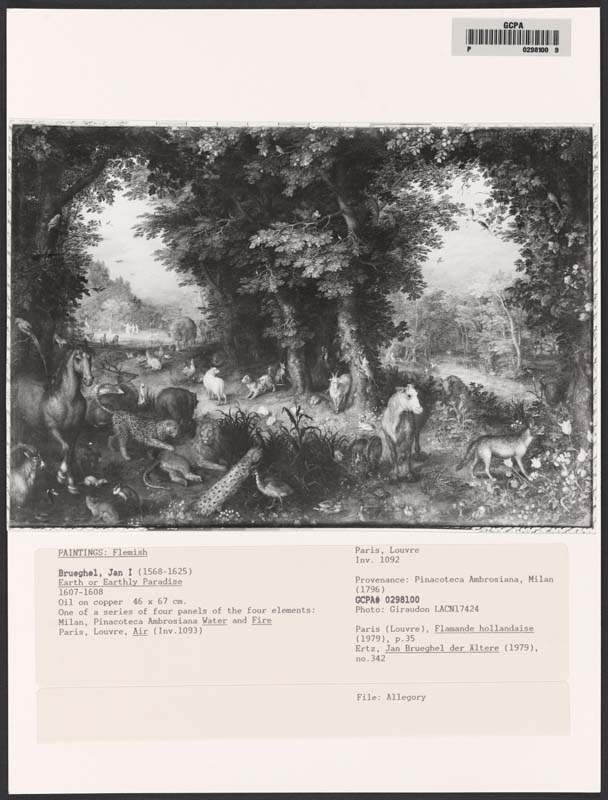 GCPA
P 0298100 9
PAINTINGS: Flemish
Brueghel, Jan I (1568-1625)
Earth or Earthly Paradise
1607-1608
Oil on copper 46 x 67 cm.
One of a series of four panels of the four elements:
Milan, Pinacoteca Ambrosiana Water and Fire
Paris, Louvre, Air (Inv.1093)
Paris, Louvre
Inv. 1092
Provenance: Pinacoteca Ambrosiana, Milan
(1796)
GCPA# 0298100
Photo: Giraudon LACN17424
Paris (Louvre), Flamande hollandaise
(1979), p.35
Ertz, Jan Brueghel der Altere (1979),
no.342
File: Allegory